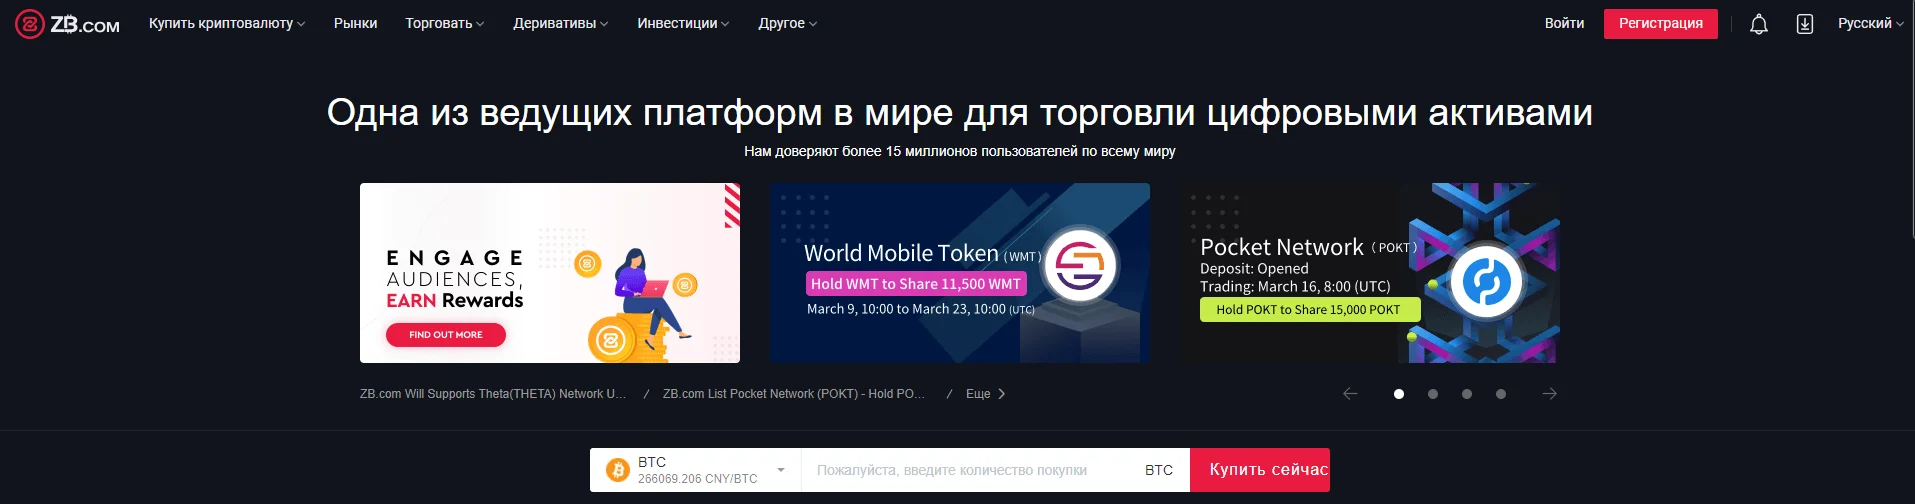 ZB.COM
Купить криптовалюту
Рынки
Торговать
Деривативы
Инвестиции
Другое
Войти
Регистрация
Русский
Одна из ведущих платформ в мире для торговли цифровыми активами
Нам доверяют более 15 миллионов пользователей по всему миру
ENGAGE
AUDIENCES,
EARN Rewards
FIND OUT MORE
World Mobile Token (WMT)
Hold WMT to Share 11,500 WMT
March 9, 10:00 to March 23, 10:00 (UTC)
Pocket Network (POKT)
Deposit: Opened
Trading: March 16, 8:00 (UTC)
Hold POKT to Share 15,000 POKT
ZB.com Will Supports Theta(THETA) Network U...
/
ZB.com List Pocket Network (POKT) - Hold PO...
/
Еще
BTC
266069.206 CNY/BTC
Пожалуйста, введите количество покупки
BTC
Купить сейчас